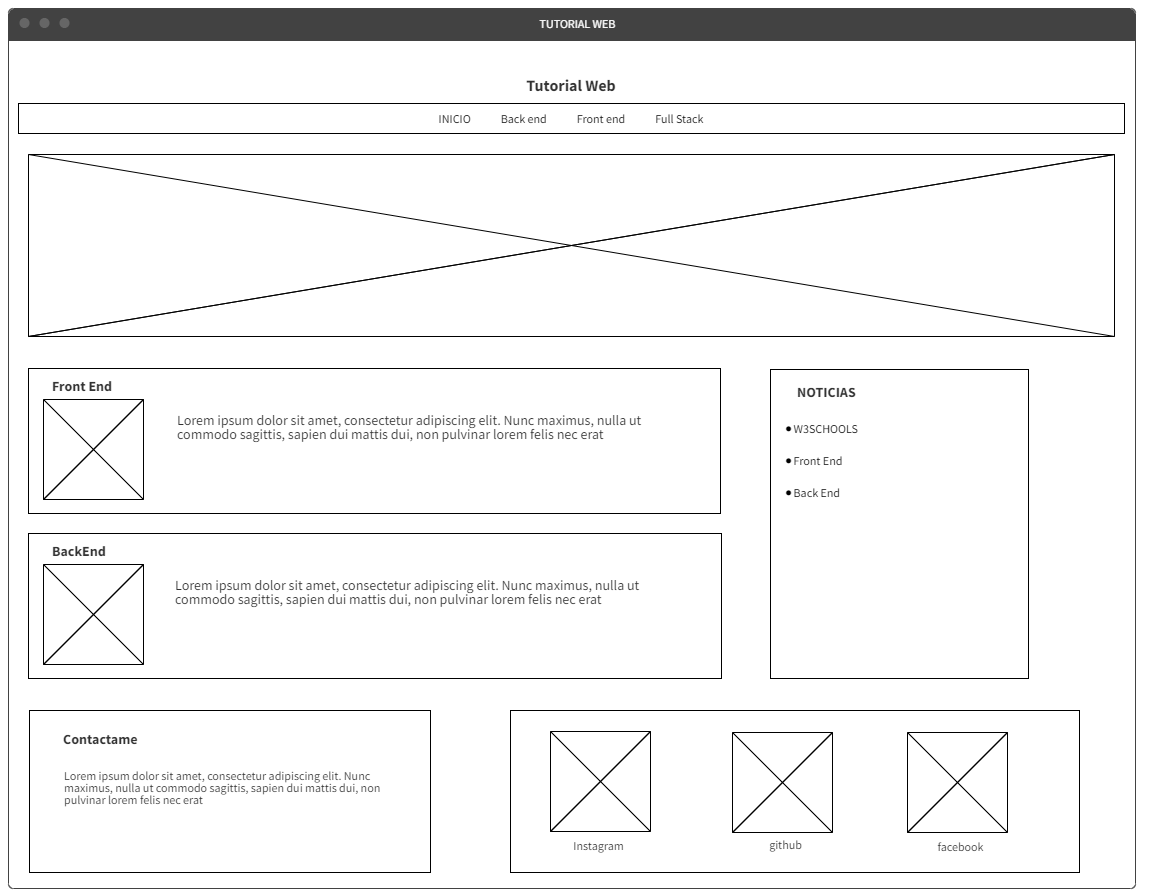 TUTORIAL WEB
Tutorial Web
INICIO Back end Front end Full Stack
Front End
Lorem ipsum dolor sit amet, consectetur adipiscing elit. Nunc maximus, nulla ut
commodo sagittis, sapien dui mattis dui, non pulvinar lorem felis nec erat
BackEnd
Lorem ipsum dolor sit amet, consectetur adipiscing elit. Nunc maximus, nulla ut
commodo sagittis, sapien dui mattis dui, non pulvinar lorem felis nec erat
NOTICIAS
W3SCHOOLS
Front End
Back End
Contactame
Lorem ipsum dolor sit amet, consectetur adipiscing elit. Nunc
maximus, nulla ut commodo sagittis, sapien dui mattis dui, non
pulvinar lorem felis nec erat
Instagram
github
facebook